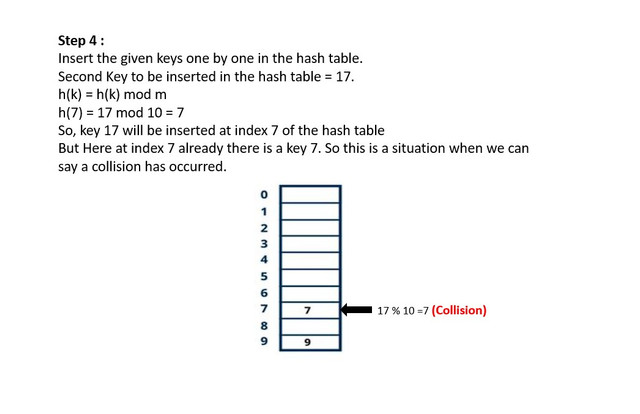 Step 4 :
Insert the given keys one by one in the hash table.
Second Key to be inserted in the hash table = 17.
h(k) = h(k) mod m
h(7) = 17 mod 10 = 7
So, key 17 will be inserted at index 7 of the hash table
But Here at index 7 already there is a key 7. So this is a situation when we can
say a collision has occurred.
0
1
2
3
4
5
6
7 7 17 % 10 =7 (Collision)
8
9 9